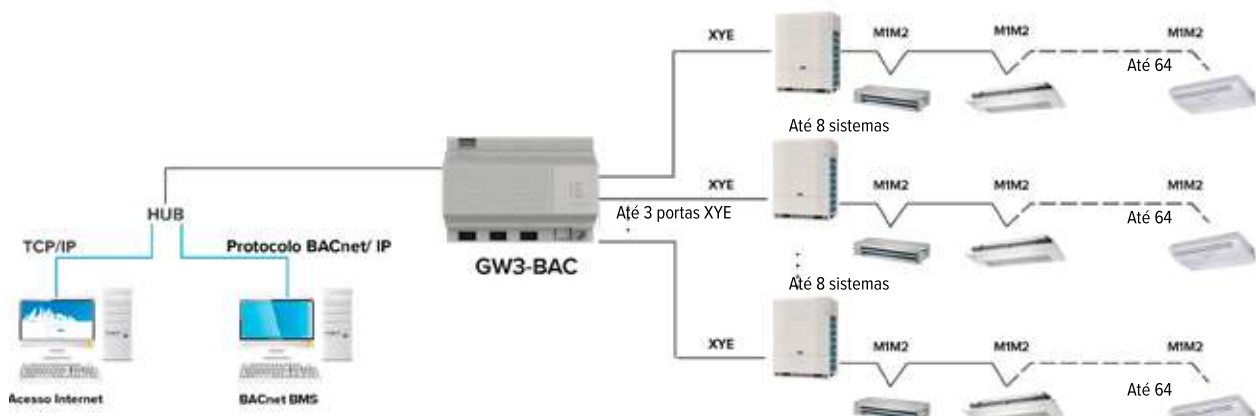 XYE
M1M2
M1M2
M1M2
Até 64
Até 8 sistemas
XYE
M1M2
M1M2
M1M2
Até 3 portas XYE
Até 64
HUB
TCP/IP
Protocolo BACnet/ IP
GW3-BAC
Até 8 sistemas
XYE
M1M2
M1M2
M1M2
Até 64
Acesso Internet
BACnet BMS